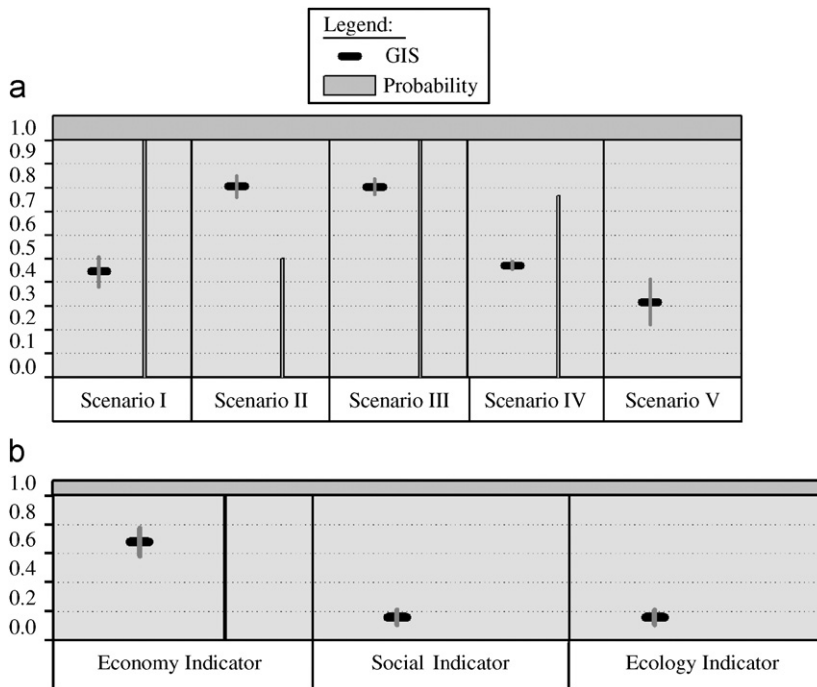 Legend:
GIS
Probability
a
1.0
0.9
0.8
0.7
0.6
0.5
0.4
0.3
0.2
0.1
0.0
Scenario I
Scenario II
Scenario III
Scenario IV
Scenario V
b
1.0
0.8
0.6
0.4
0.2
0.0
Economy Indicator
Social Indicator
Ecology Indicator